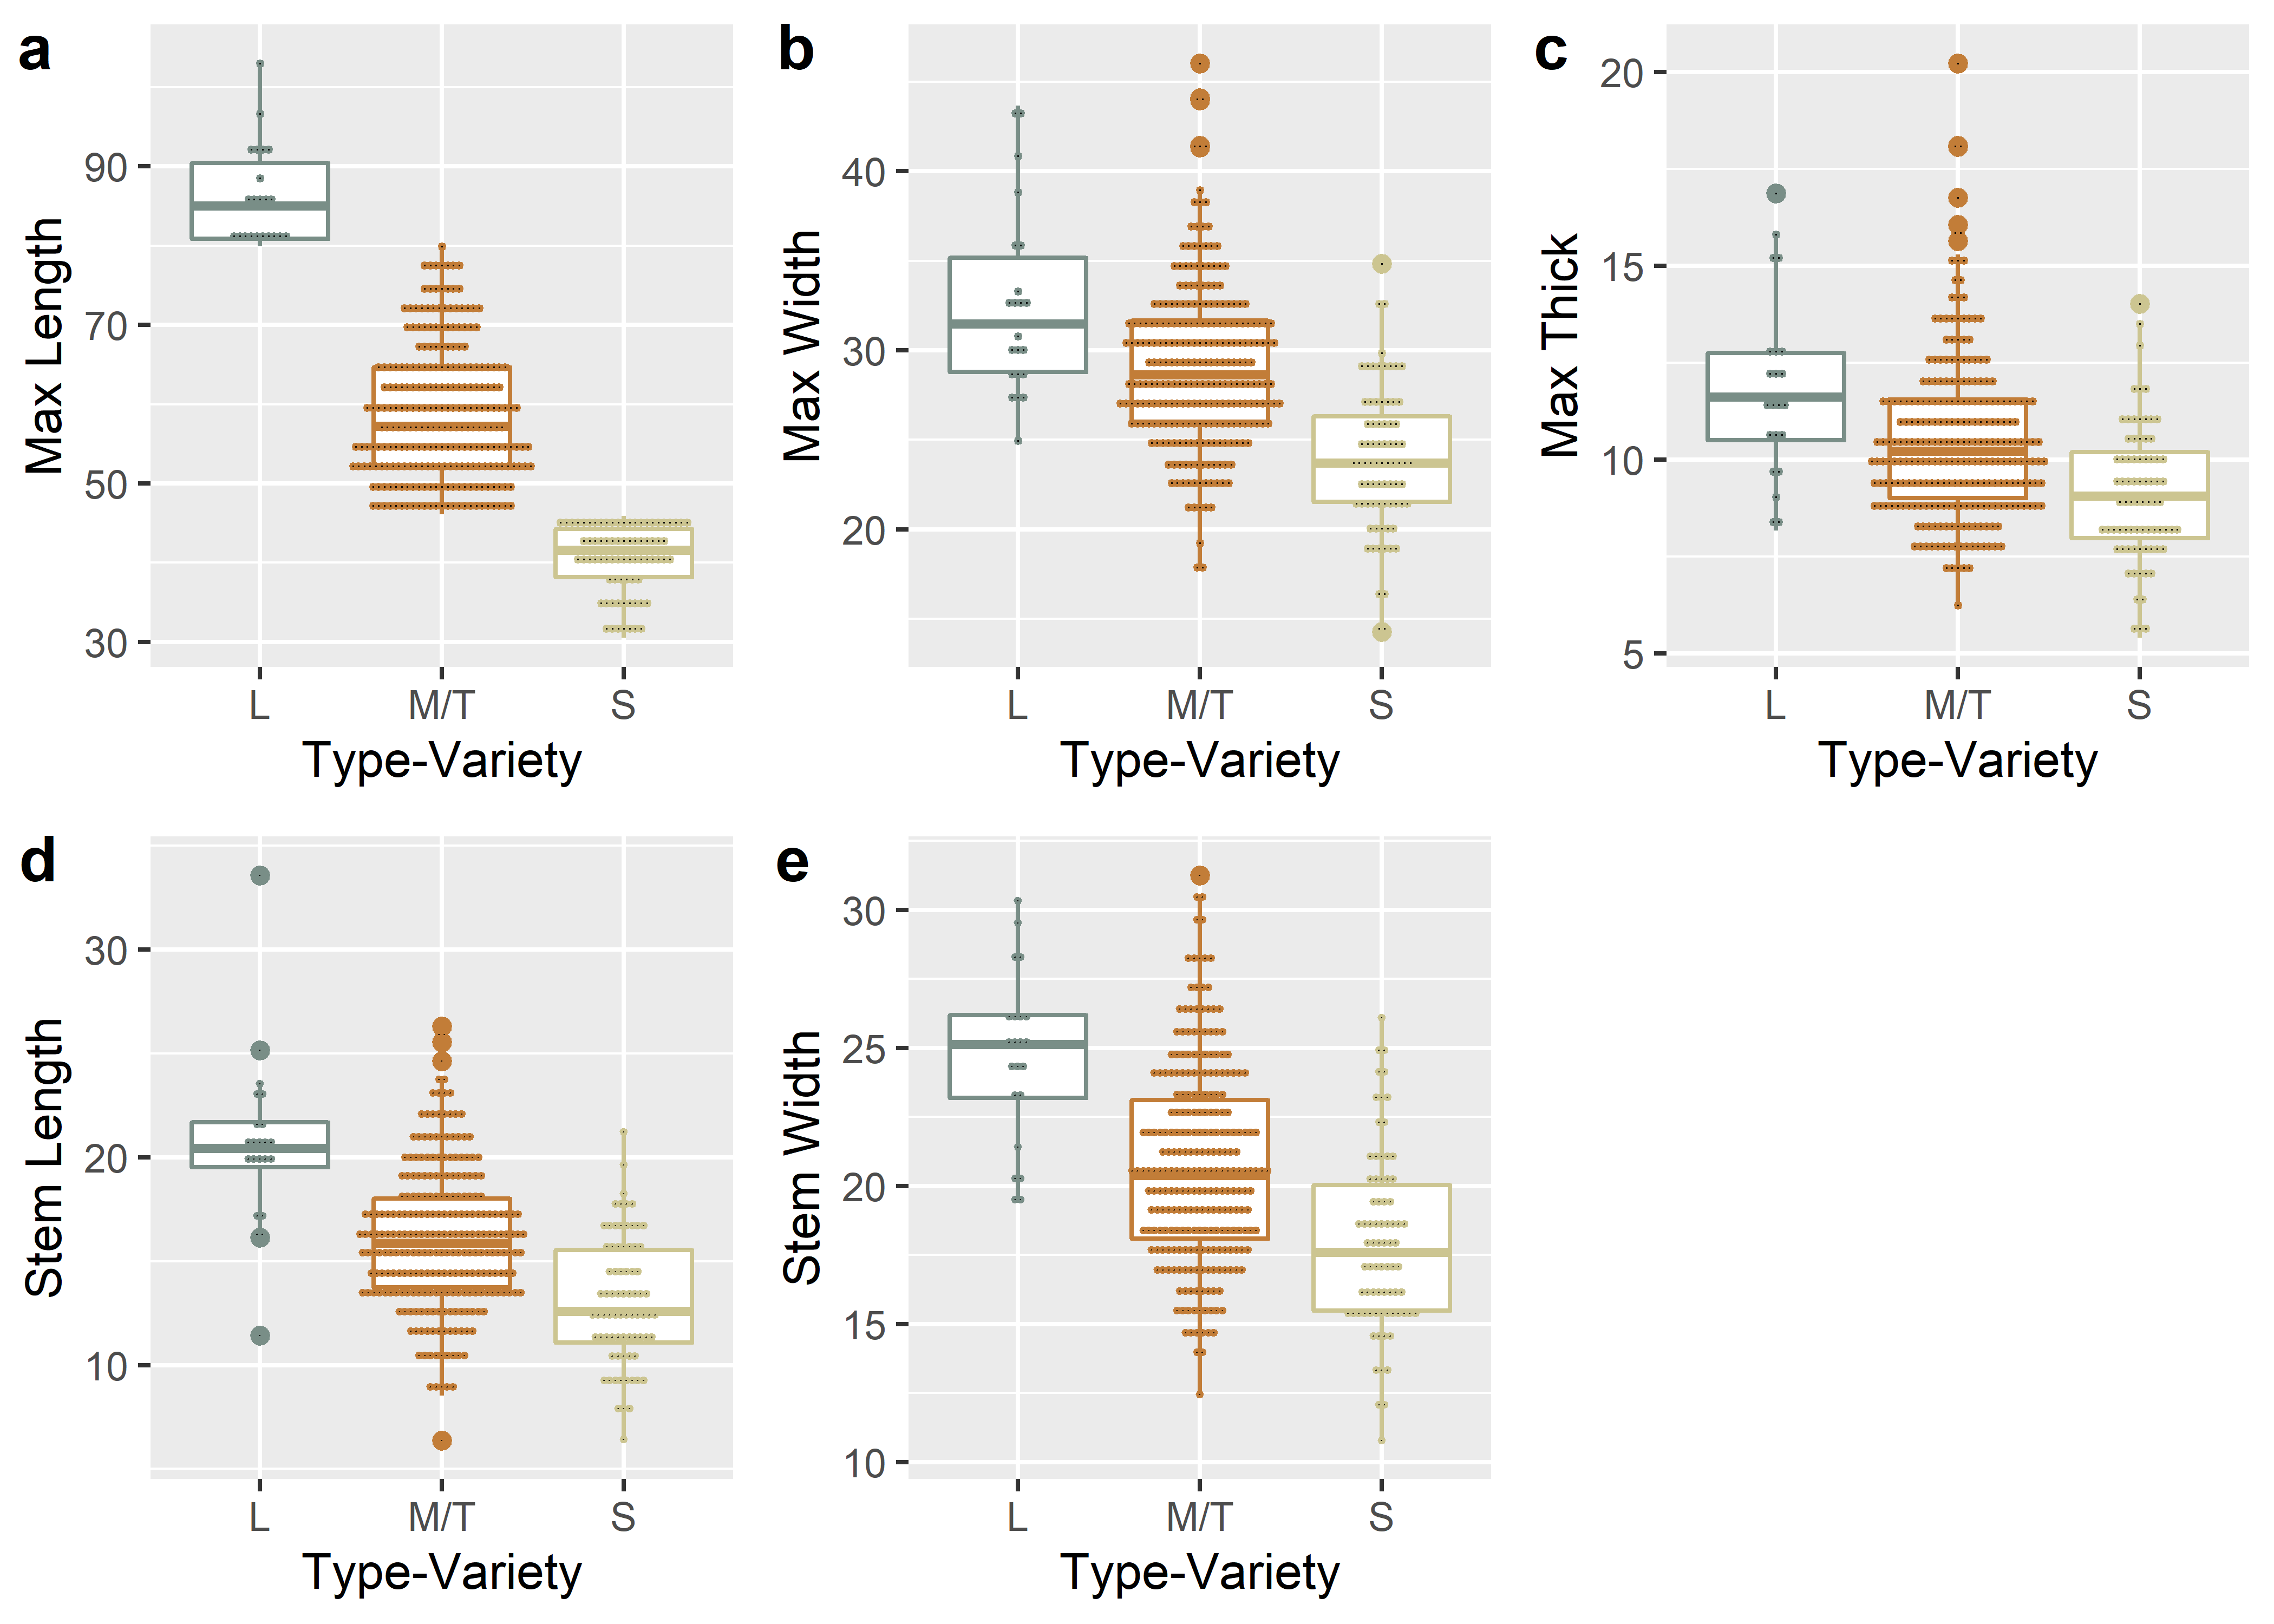 a
Max Length
90
70
50
30
L M/T S
Type-Variety
b
Max Width
40
30
20
L M/T S
Type-Variety
c
Max Thick
20
15
10
5
L M/T S
Type-Variety
d
Stem Length
30
20
10
L M/T S
Type-Variety
e
Stem Width
30
25
20
15
10
L M/T S
Type-Variety